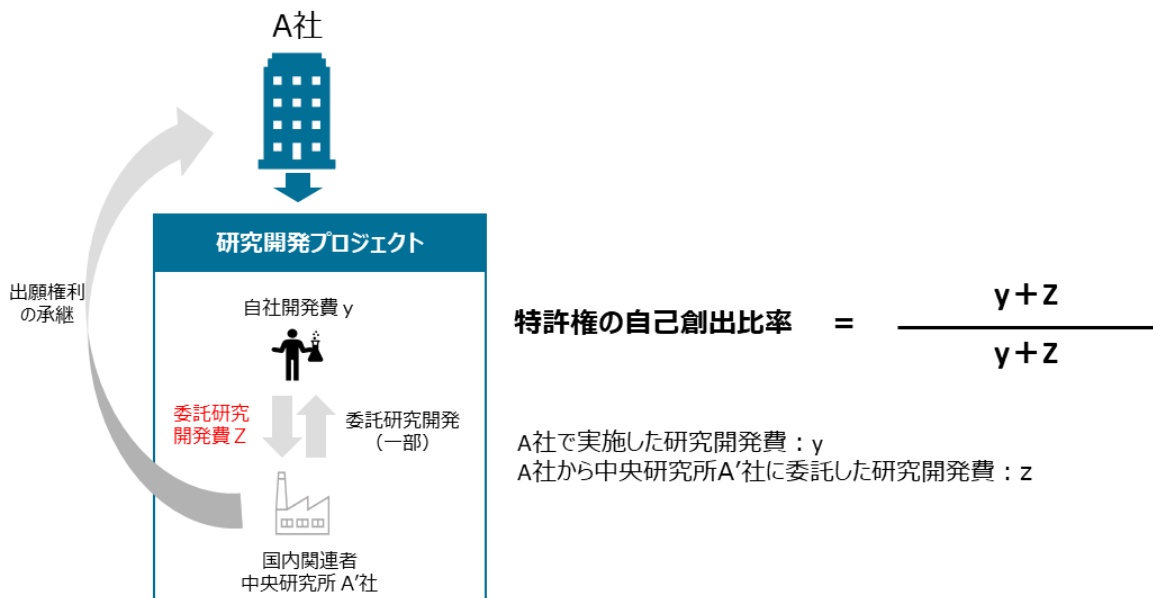 A社
研究開発プロジェクト
出願権利
の承継
自社開発費 y
委託研究
開発費 Z
委託研究開発
（一部）
国内関連者
中央研究所 A’社
特許権の自己創出比率 ＝
y＋Z
y＋Z
A社で実施した研究開発費：y
A社から中央研究所A’社に委託した研究開発費：z